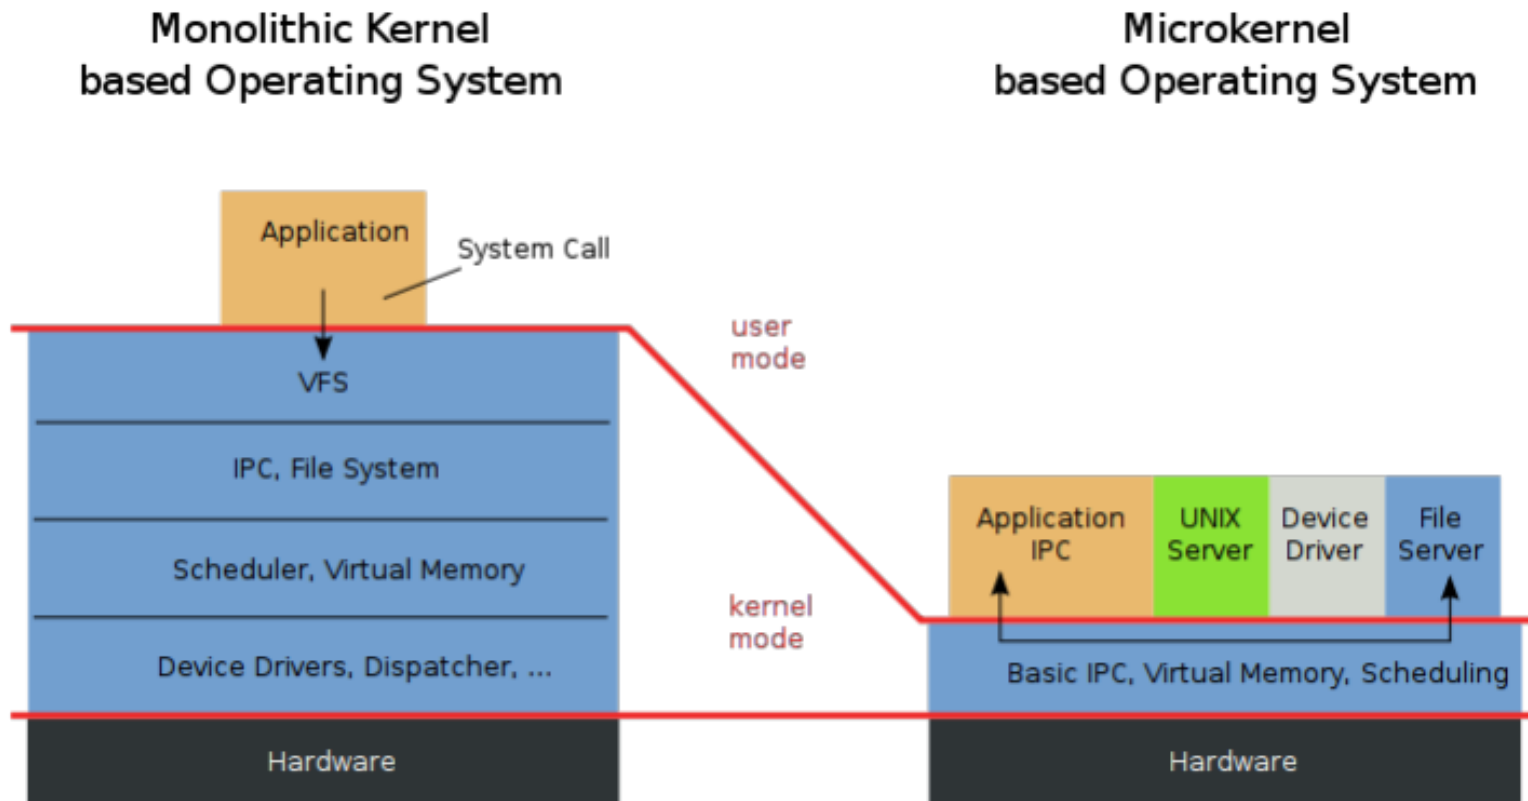 Monolithic Kernel
based Operating System
Microkernel
based Operating System
Application
System Call
VFS
IPC, File System
Scheduler, Virtual Memory
Device Drivers, Dispatcher, ...
Hardware
user
mode
kernel
mode
Application
IPC
UNIX
Server
Device
Driver
File
Server
Basic IPC, Virtual Memory, Scheduling
Hardware